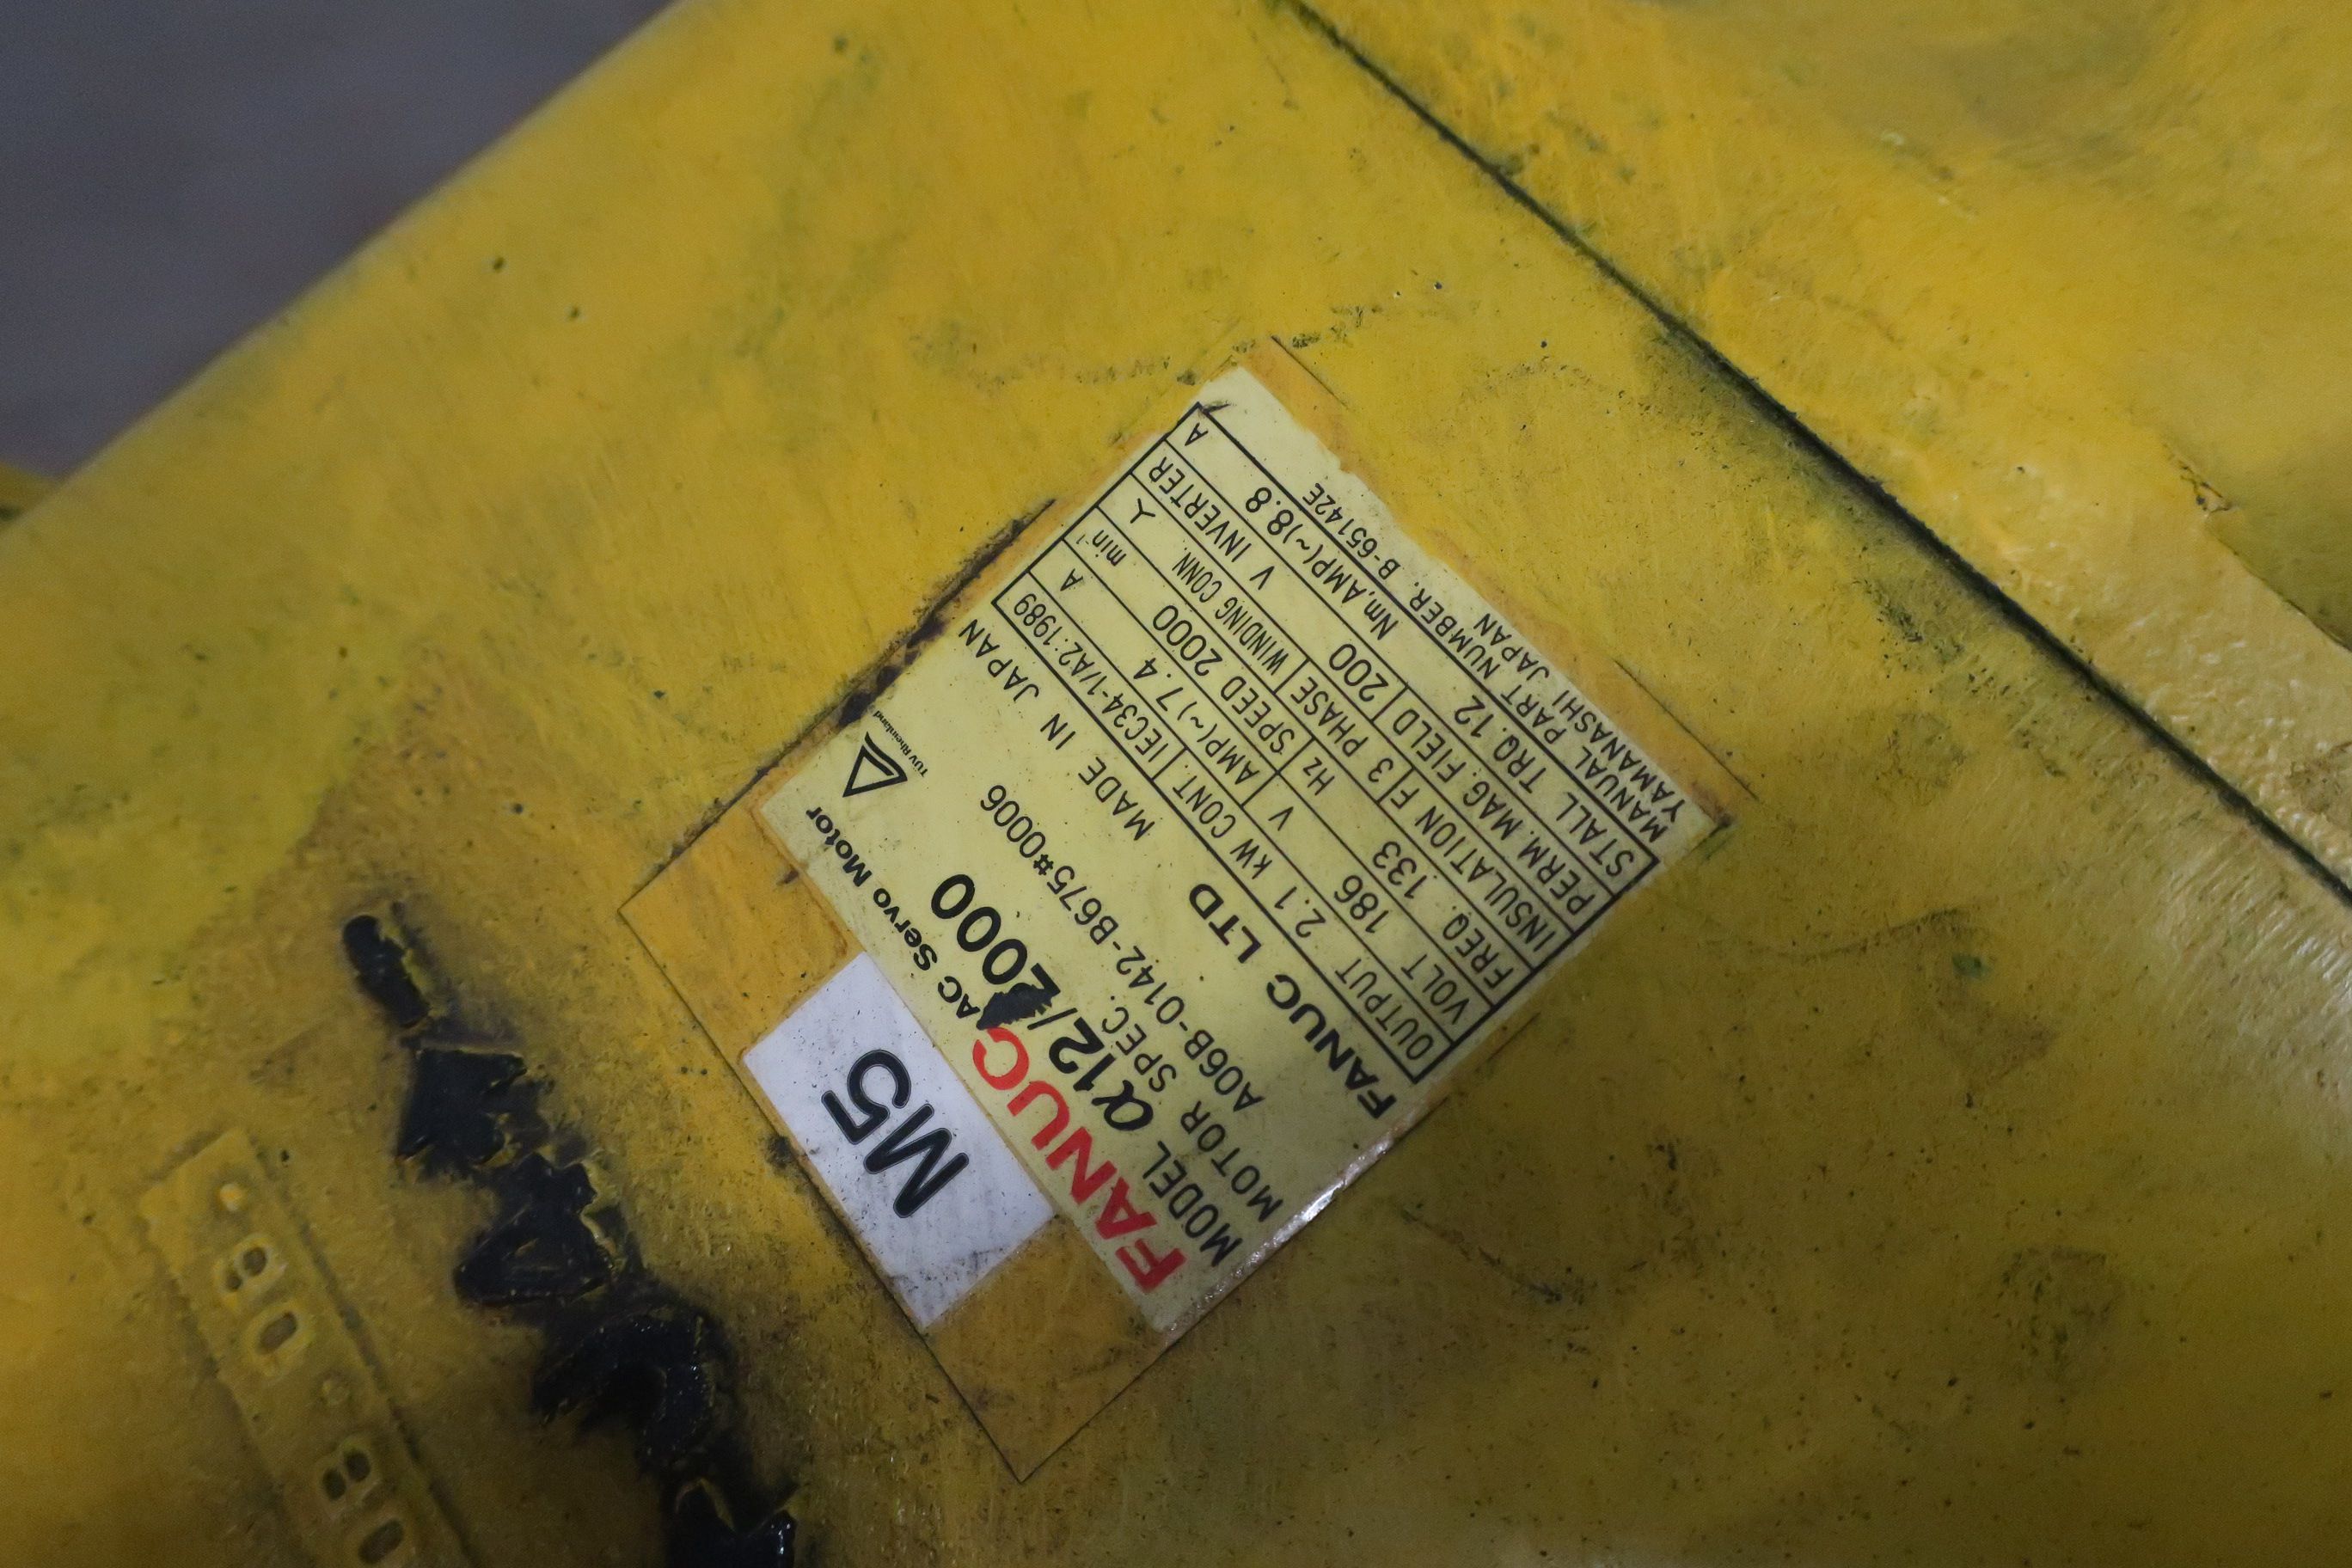 M5
FANUC AC Servo Motor
TÜV Rheinland
MODEL α12/2000
MOTOR SPEC.
A06B-0142-B675#0006
FANUC LTD MADE IN JAPAN
OUTPUT 2.1 kW CONT. IEC34-1/A2:1989
VOLT 186 V AMP(~) 7.4 A
FREQ. 133 Hz SPEED 2000 min-1
INSULATION F 3 PHASE WINDING CONN. 人
PERM. MAG. FIELD 200 V INVERTER
STALL TRQ. 12 Nm, AMP(~) 8.8 A
MANUAL PART NUMBER. B-65142E
YAMANASHI JAPAN